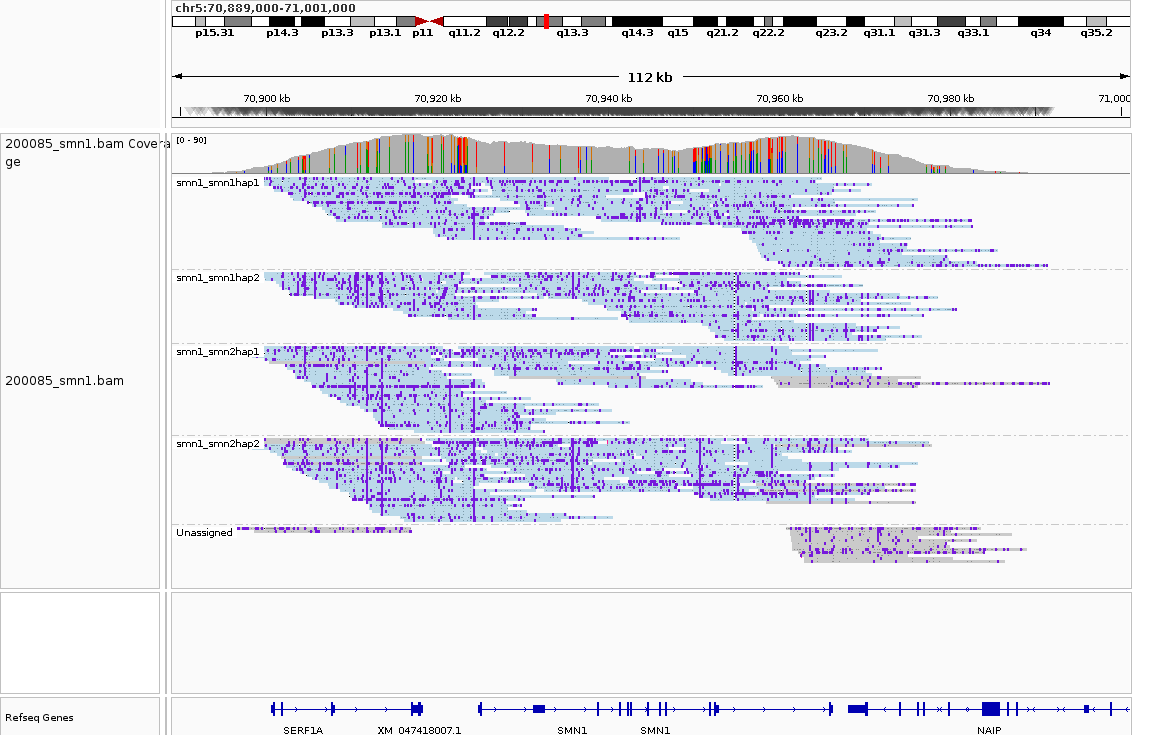 chr5:70,889,000-71,001,000
p15.31 p14.3 p13.3 p13.1 p11 q11.2 q12.2 q13.3 q14.3 q15 q21.2 q22.2 q23.2 q31.1 q31.3 q33.1 q34 q35.2
112 kb
70,900 kb 70,920 kb 70,940 kb 70,960 kb 70,980 kb 71,000
200085_smn1.bam Covera
ge
[0 - 90]
smn1_smn1hap1
smn1_smn1hap2
smn1_smn2hap1
200085_smn1.bam
smn1_smn2hap2
Unassigned
Refseq Genes
SERF1A XM_047418007.1 SMN1 SMN1 NAIP